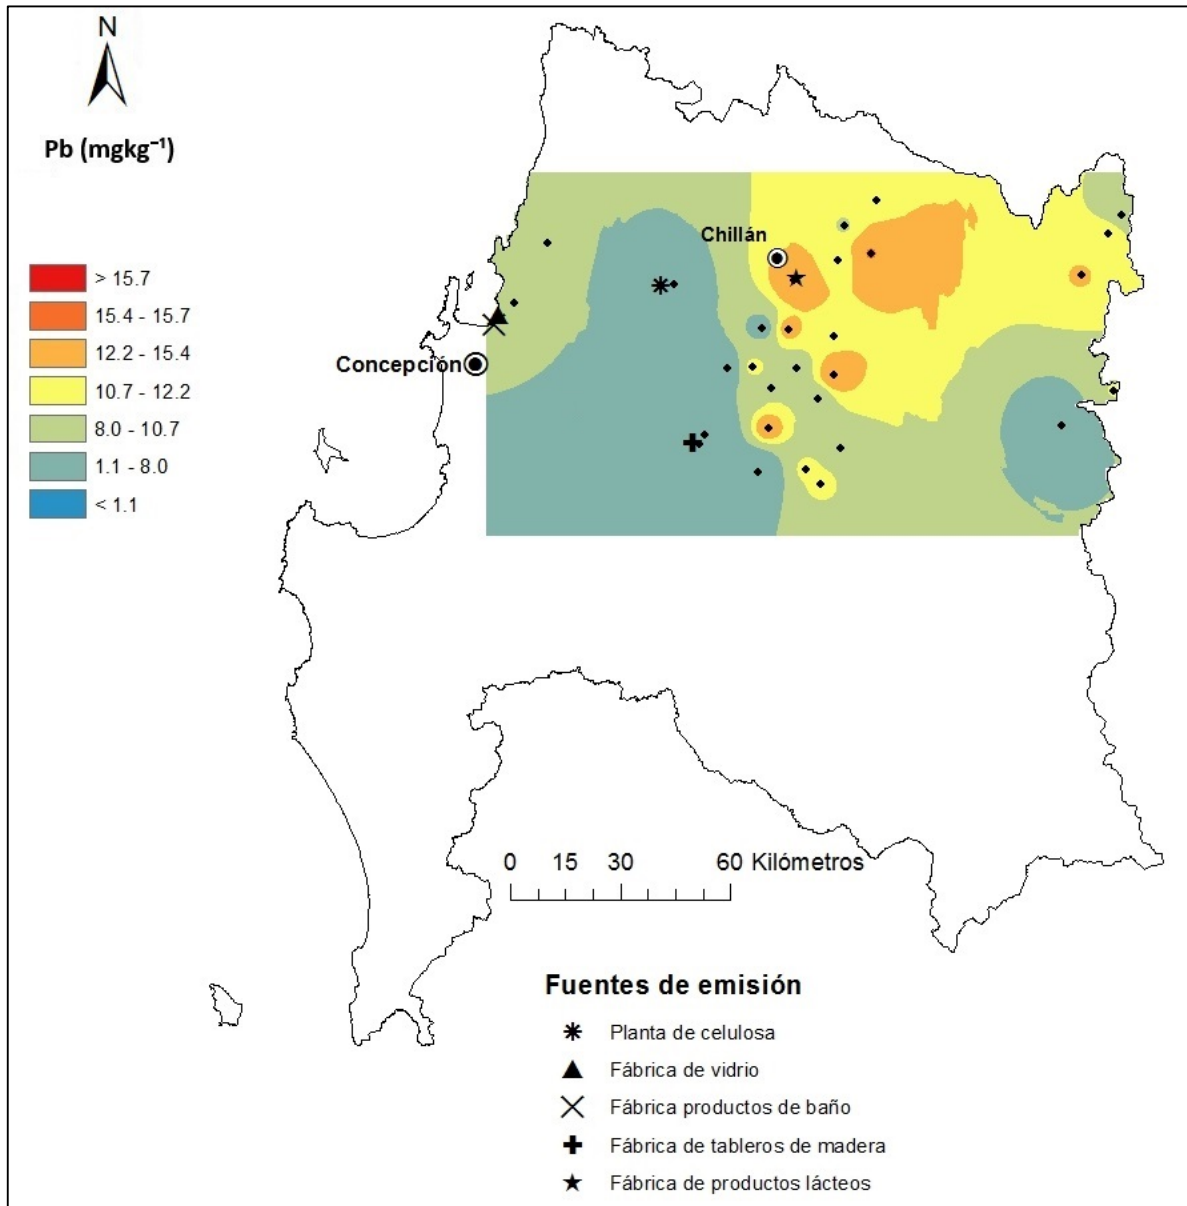 N
Pb (mgkg⁻¹)
> 15.7
15.4 - 15.7
12.2 - 15.4
10.7 - 12.2
8.0 - 10.7
1.1 - 8.0
< 1.1
Chillán
Concepción
0 15 30 60 Kilómetros
Fuentes de emisión
Planta de celulosa
Fábrica de vidrio
Fábrica productos de baño
Fábrica de tableros de madera
Fábrica de productos lácteos